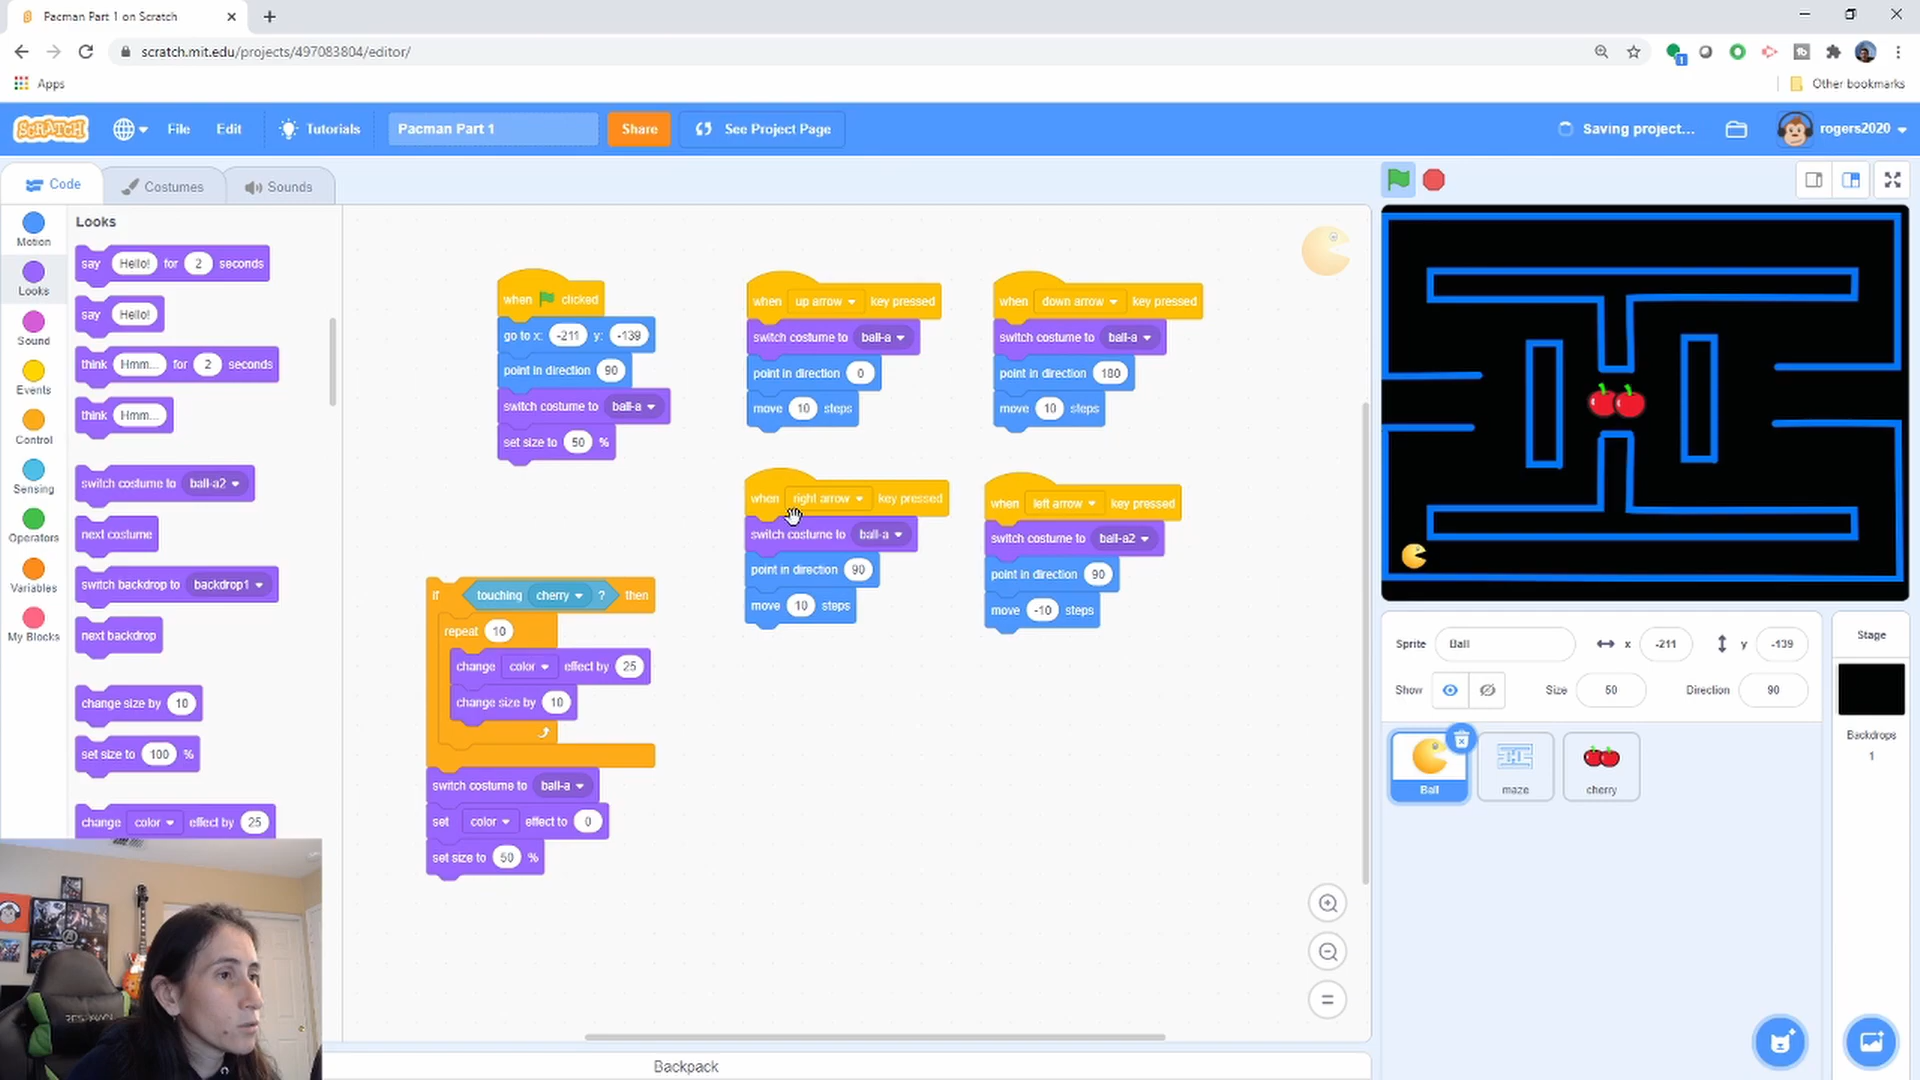 Pacman Part 1 on Scratch
scratch.mit.edu/projects/497083804/editor/
Apps
Other bookmarks
SCRATCH
File
Edit
Tutorials
Pacman Part 1
Share
See Project Page
Saving project...
rogers2020
Code
Costumes
Sounds
Motion
Looks
Sound
Events
Control
Sensing
Operators
Variables
My Blocks
Looks
say Hello! for 2 seconds
say Hello!
think Hmm... for 2 seconds
think Hmm...
switch costume to ball-a2
next costume
switch backdrop to backdrop1
next backdrop
change size by 10
set size to 100 %
change color effect by 25
when clicked
go to x: -211 y: -139
point in direction 90
switch costume to ball-a
set size to 50 %
when up arrow key pressed
switch costume to ball-a
point in direction 0
move 10 steps
when down arrow key pressed
switch costume to ball-a
point in direction 180
move 10 steps
when right arrow key pressed
switch costume to ball-a
point in direction 90
move 10 steps
when left arrow key pressed
switch costume to ball-a2
point in direction 90
move -10 steps
if touching cherry ? then
repeat 10
change color effect by 25
change size by 10
switch costume to ball-a
set color effect to 0
set size to 50 %
Sprite Ball x -211 y -139
Show Size 50 Direction 90
Ball
maze
cherry
Stage
Backdrops
1
Backpack